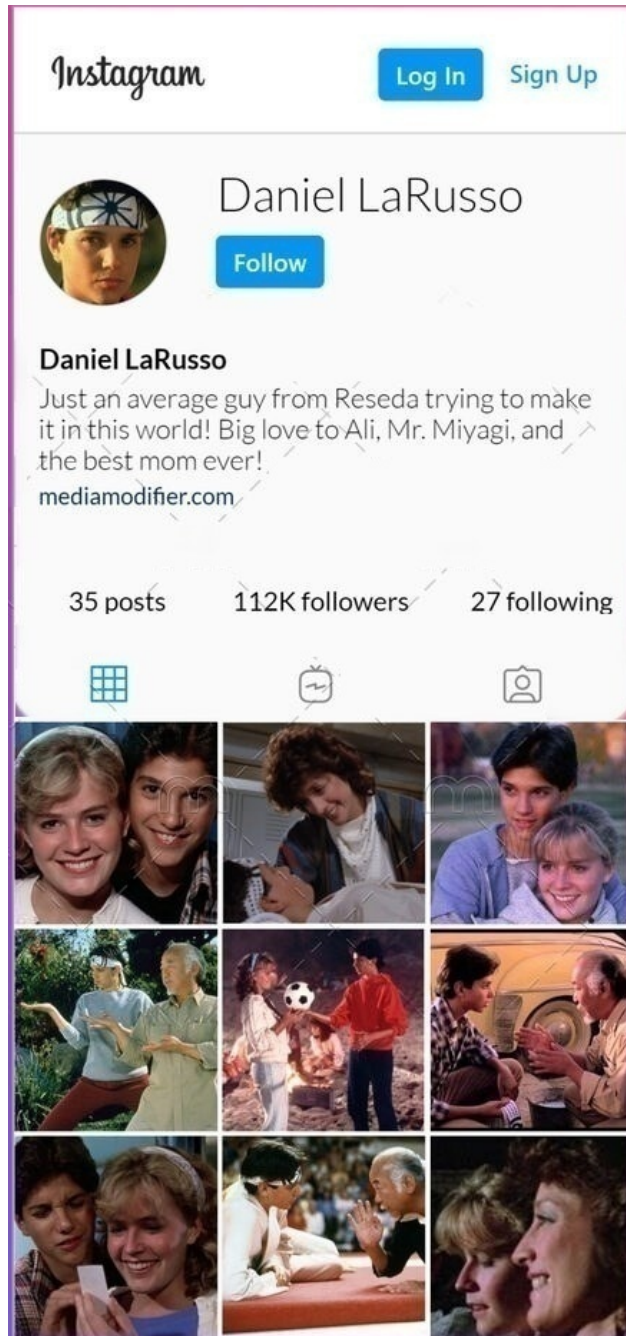 Instagram
Log In
Sign Up
Daniel LaRusso
Follow
Daniel LaRusso
Just an average guy from Reseda trying to make
it in this world! Big love to Ali, Mr. Miyagi, and
the best mom ever!
mediamodifier.com
35 posts
112K followers
27 following